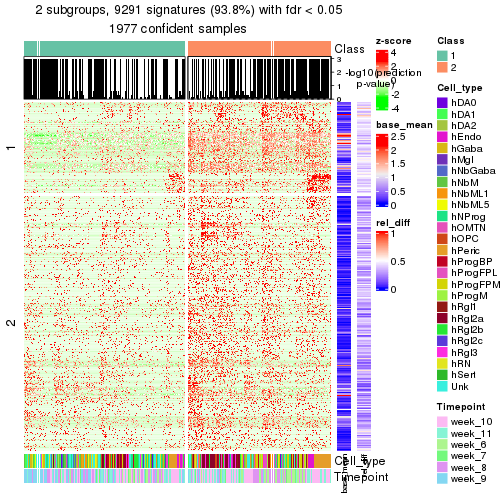 2 subgroups, 9291 signatures (93.8%) with fdr < 0.05
1977 confident samples
Class
3
2
1
0
-log10(prediction
p-value)
1
2
Cell_type
Timepoint
z-score
4
2
0
-2
-4
base_mean
2.5
2
1.5
1
0.5
0
rel_diff
1
0.5
0
Class
1
2
Cell_type
hDA0
hDA1
hDA2
hEndo
hGaba
hMgl
hNbGaba
hNbM
hNbML1
hNbML5
hNProg
hOMTN
hOPC
hPeric
hProgBP
hProgFPL
hProgFPM
hProgM
hRgl1
hRgl2a
hRgl2b
hRgl2c
hRgl3
hRN
hSert
Unk
Timepoint
week_10
week_11
week_6
week_7
week_8
week_9